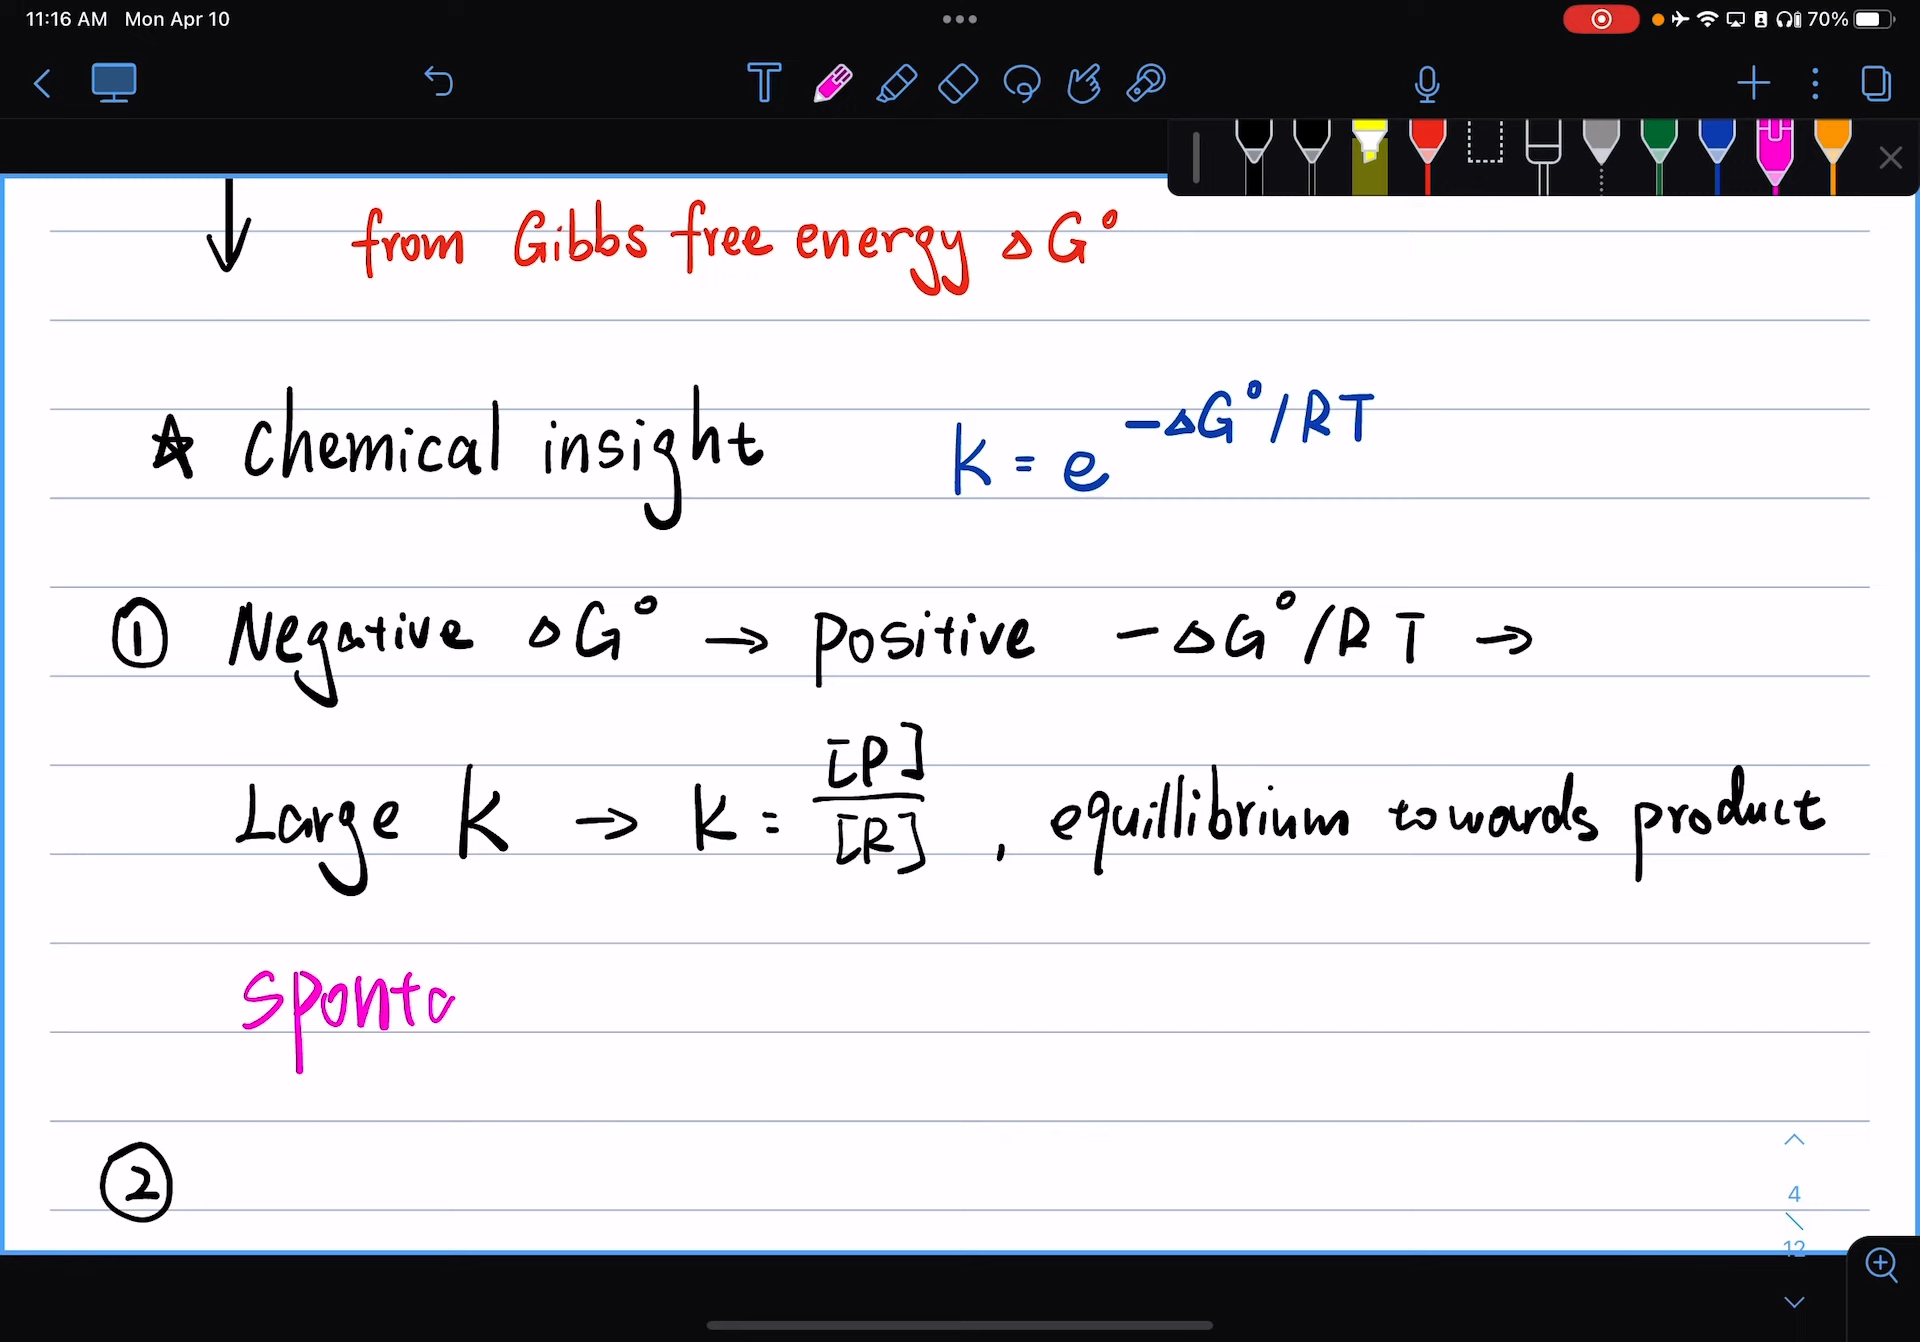 11:16 AM Mon Apr 10
70%
T
from Gibbs free energy ΔG°
☆ Chemical insight K = e^{-ΔG°/RT}
① Negative ΔG° → positive -ΔG°/RT →
Large K → K = [P]/[R] , equillibrium towards product
Sponta
②
4
12